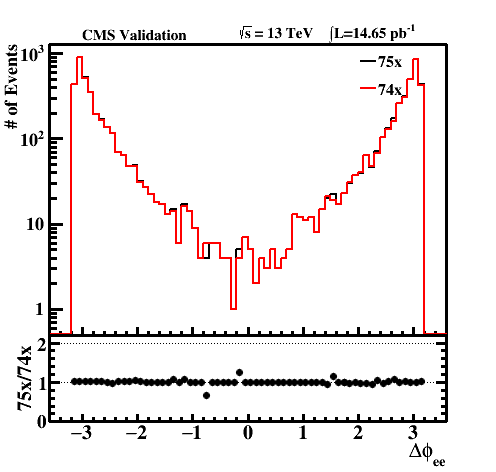 CMS Validation √s = 13 TeV ∫L=14.65 pb⁻¹
# of Events
75x
74x
10³
10²
10
1
75x/74x
2
1
0
−3 −2 −1 0 1 2 3
Δϕee